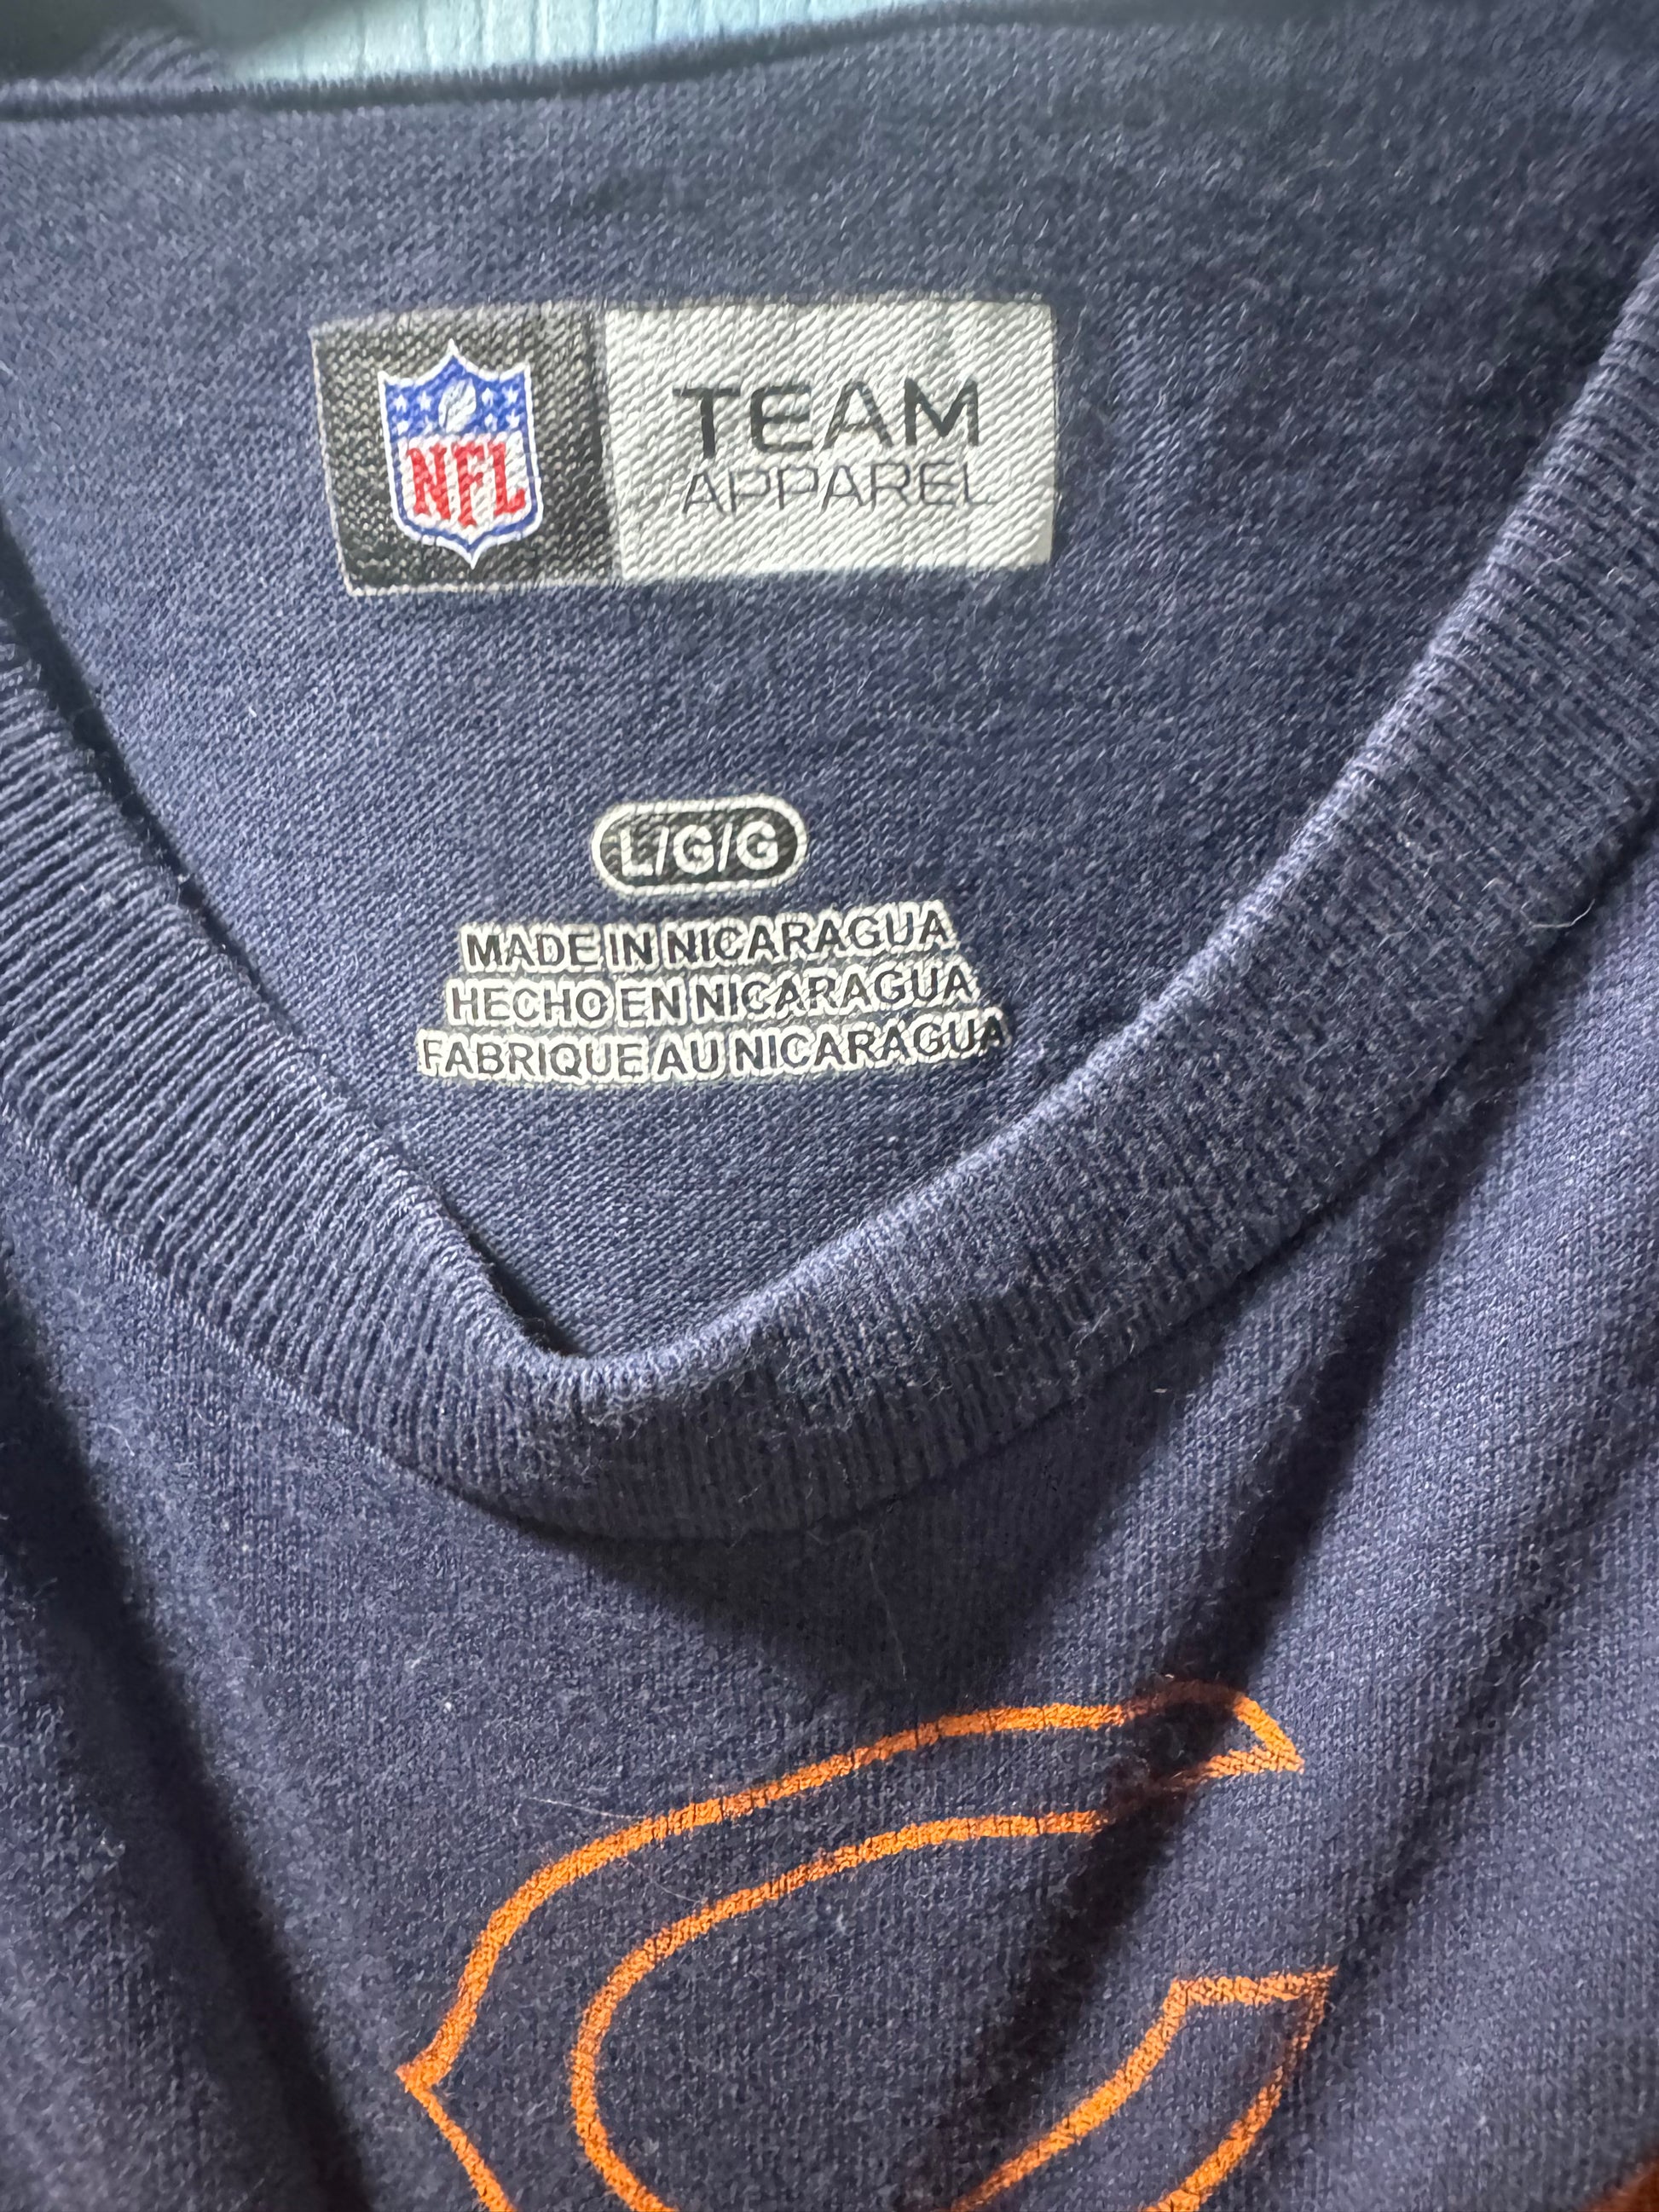 NFL
TEAM
APPAREL
L/G/G
MADE IN NICARAGUA
HECHO EN NICARAGUA
FABRIQUE AU NICARAGUA
C